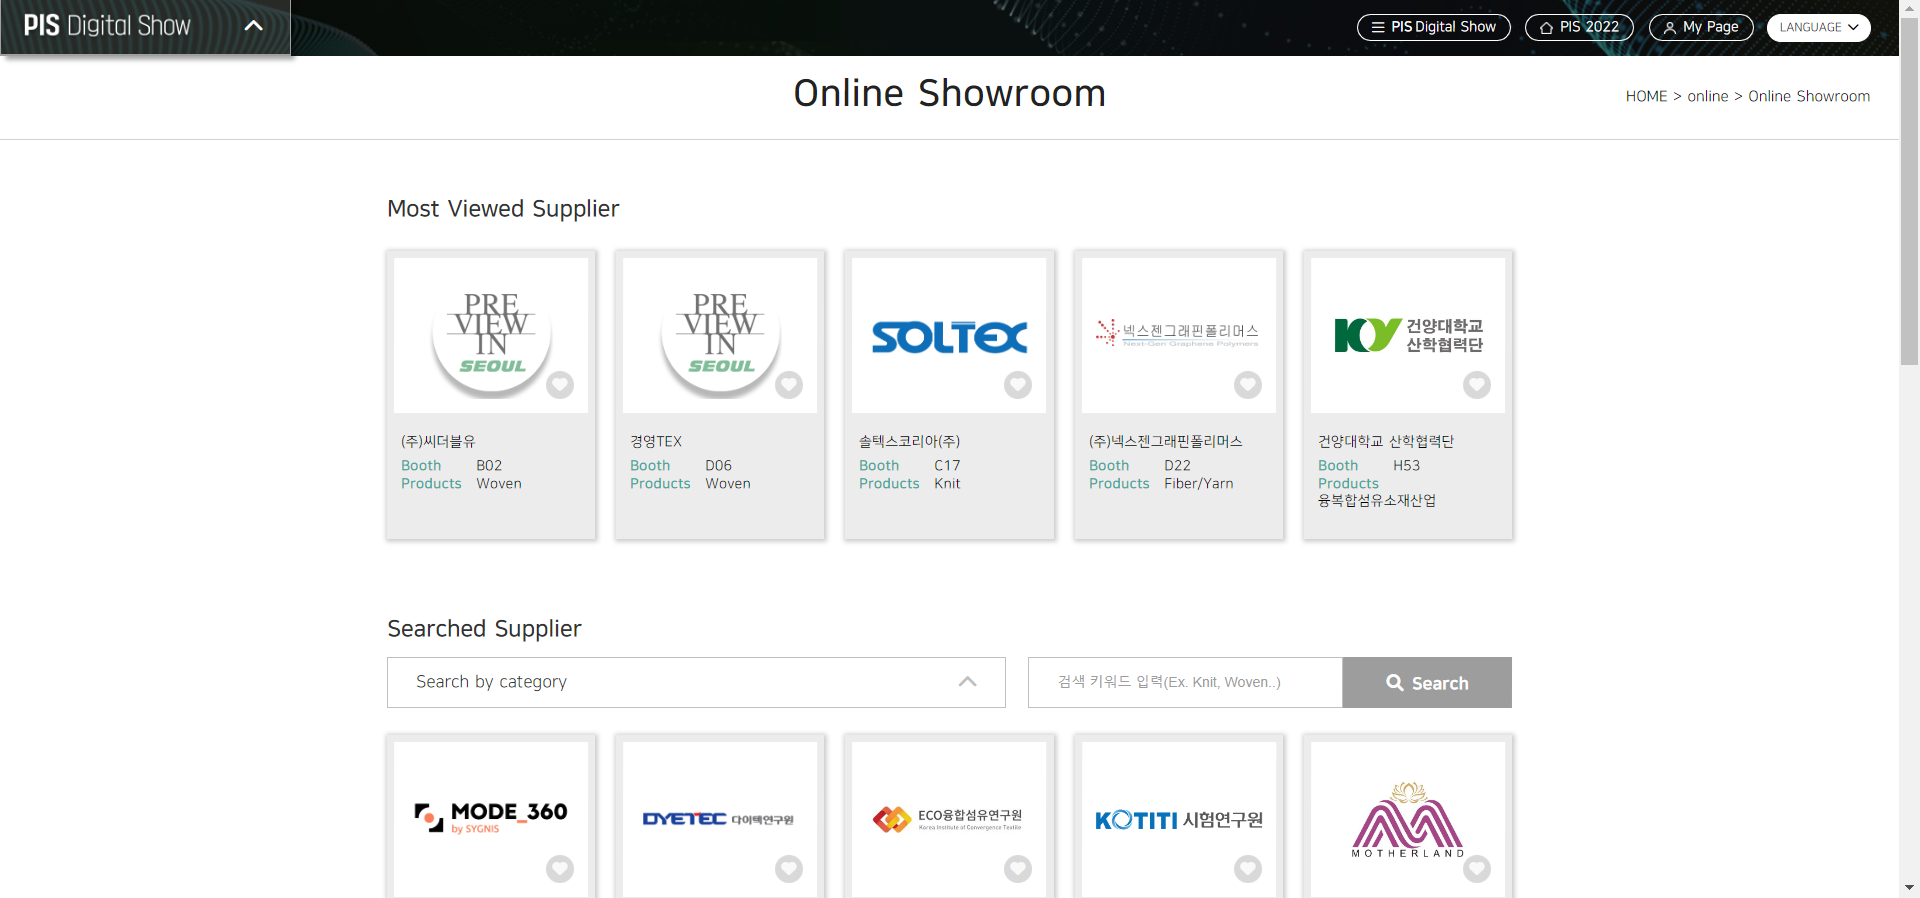 PIS Digital Show
PIS Digital Show
PIS 2022
My Page
LANGUAGE
Online Showroom
HOME > online > Online Showroom
Most Viewed Supplier
PRE
VIEW
IN
SEOUL
PRE
VIEW
IN
SEOUL
SOLTEX
넥스젠그래핀폴리머스
Next-Gen Graphene Polymers
KY 건양대학교
산학협력단
(주)씨더블유
Booth B02
Products Woven
경영TEX
Booth D06
Products Woven
솔텍스코리아(주)
Booth C17
Products Knit
(주)넥스젠그래핀폴리머스
Booth D22
Products Fiber/Yarn
건양대학교 산학협력단
Booth H53
Products
융복합섬유소재산업
Searched Supplier
Search by category
검색 키워드 입력(Ex. Knit, Woven..)
Search
MODE_360
by SYGNIS
DYETEC 다이텍연구원
ECO융합섬유연구원
Korea Institute of Convergence Textile
KOTITI 시험연구원
MOTHERLAND